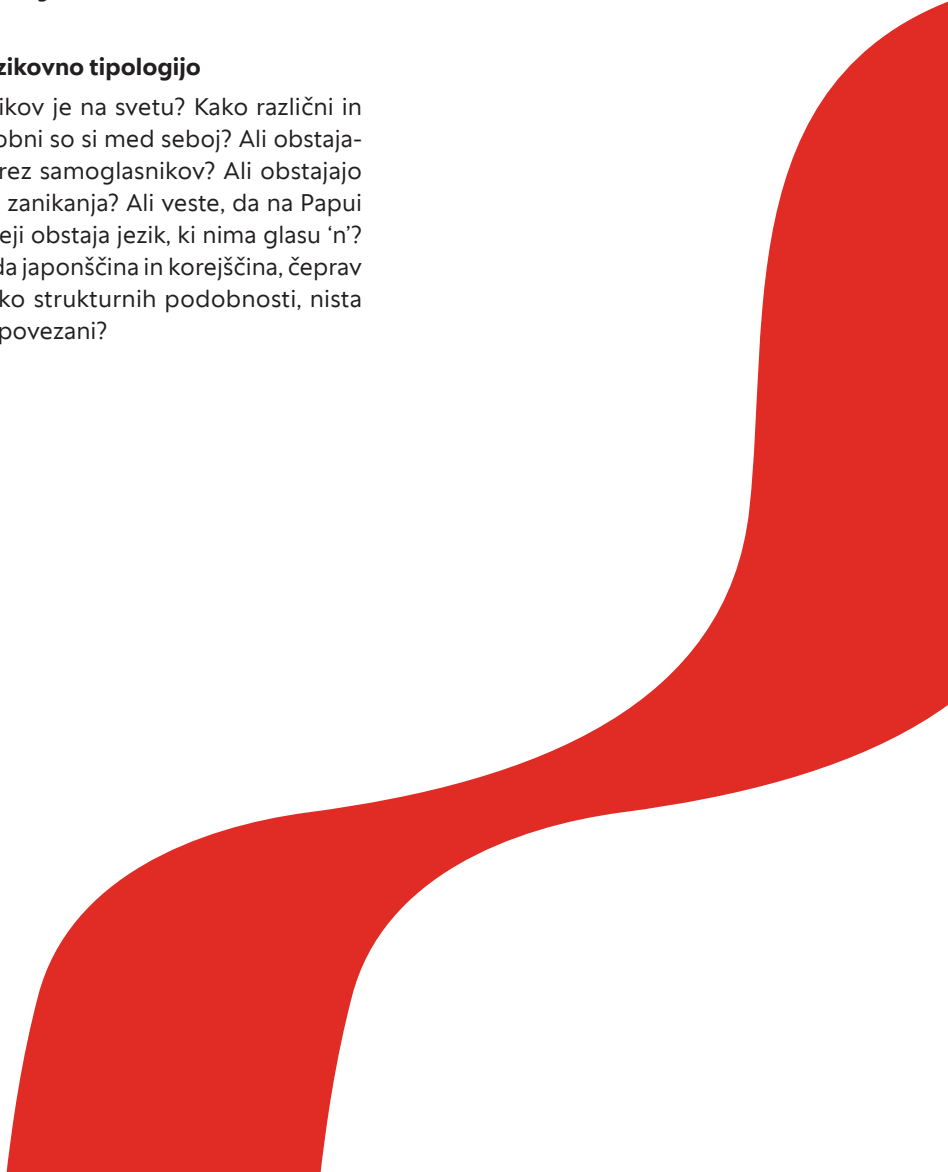 zikovno tipologijo
ikov je na svetu? Kako različni in
obni so si med seboj? Ali obstaja-
rez samoglasnikov? Ali obstajajo
zanikanja? Ali veste, da na Papui
eji obstaja jezik, ki nima glasu ‘n’?
da japonščina in korejščina, čeprav
ko strukturnih podobnosti, nista
povezani?